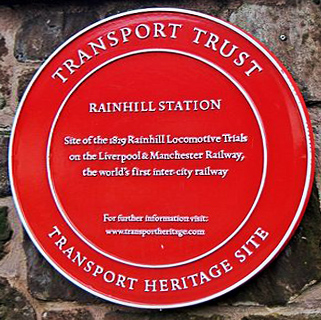 TRANSPORT TRUST
RAINHILL STATION
Site of the 1829 Rainhill Locomotive Trials
on the Liverpool & Manchester Railway,
the world's first inter-city railway
For further information visit:
www.transportheritage.com
TRANSPORT HERITAGE SITE